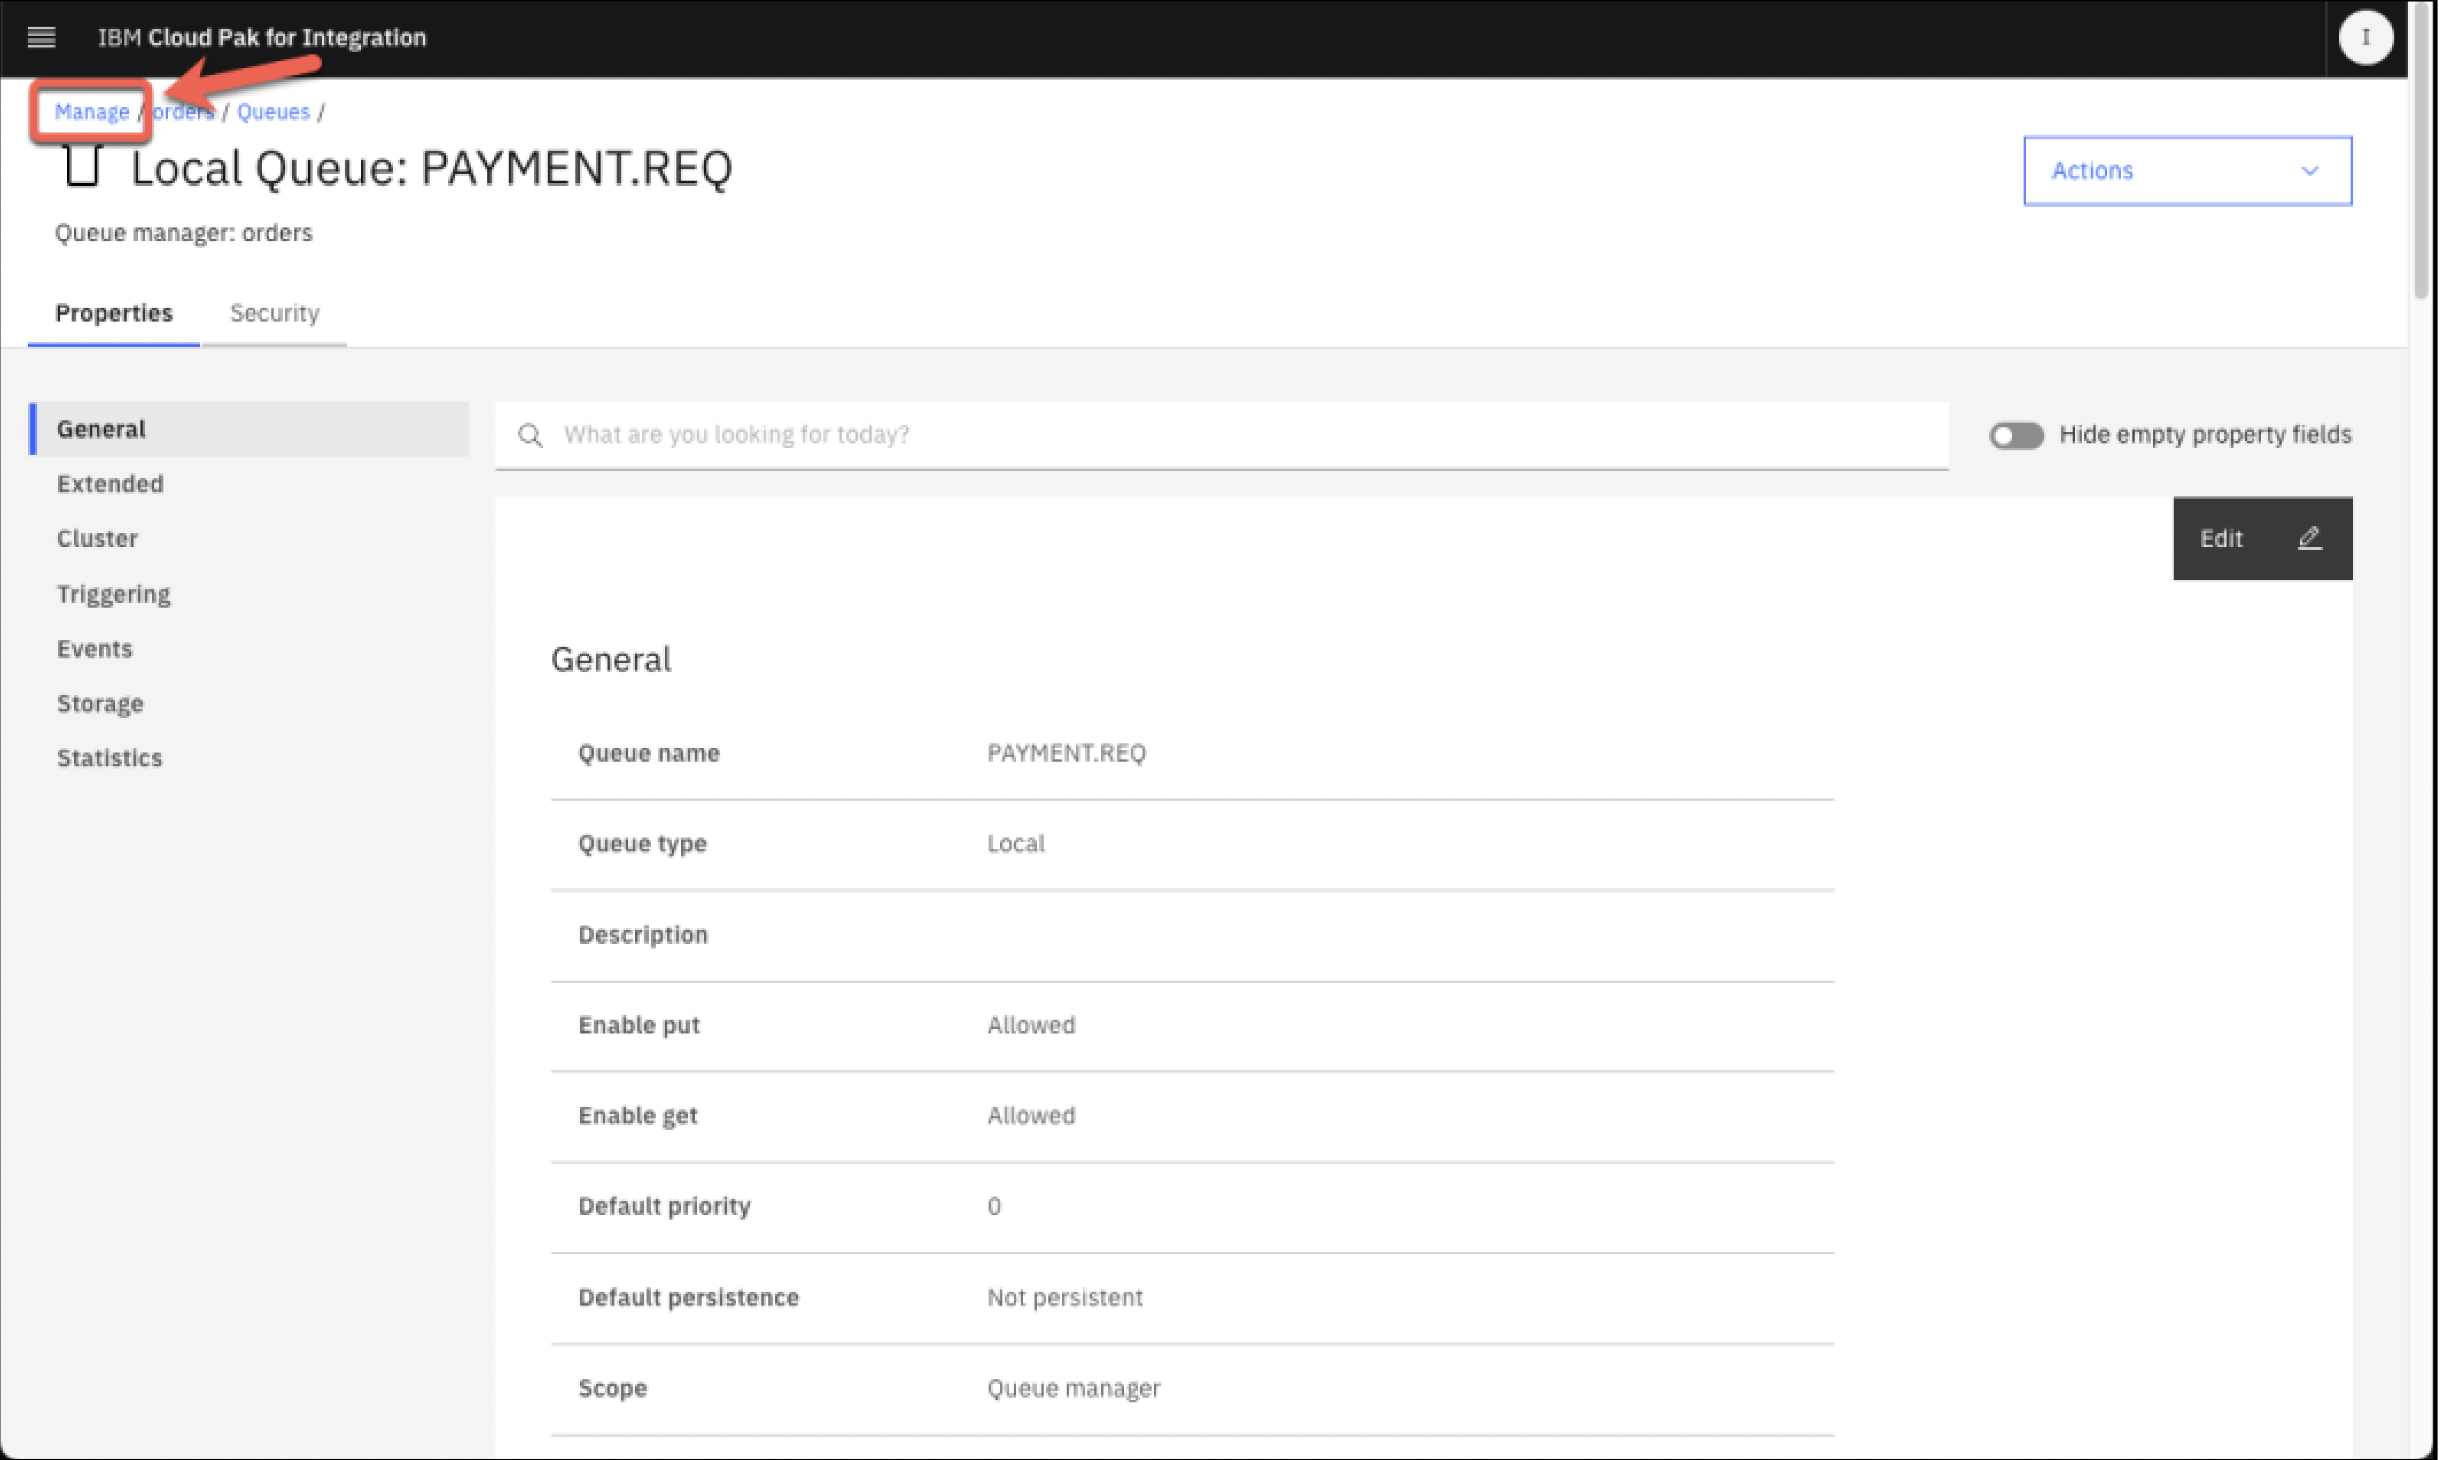 IBM Cloud Pak for Integration
I
Manage / orders / Queues /
Local Queue: PAYMENT.REQ
Actions
Queue manager: orders
Properties
Security
General
Extended
Cluster
Triggering
Events
Storage
Statistics
What are you looking for today?
Hide empty property fields
Edit
General
Queue name PAYMENT.REQ
Queue type Local
Description
Enable put Allowed
Enable get Allowed
Default priority 0
Default persistence Not persistent
Scope Queue manager